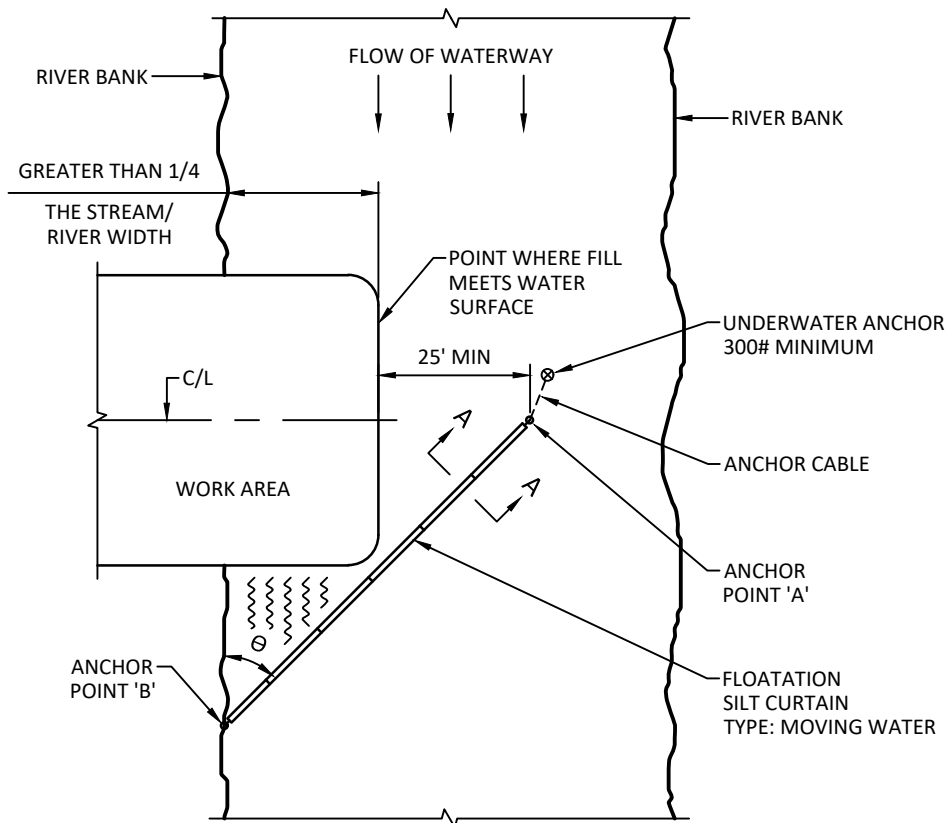 FLOW OF WATERWAY
RIVER BANK
RIVER BANK
GREATER THAN 1/4
THE STREAM/
RIVER WIDTH
POINT WHERE FILL
MEETS WATER
SURFACE
UNDERWATER ANCHOR
300# MINIMUM
25' MIN
C/L
A
ANCHOR CABLE
A
WORK AREA
ANCHOR
POINT 'A'
Θ
ANCHOR
POINT 'B'
FLOATATION
SILT CURTAIN
TYPE: MOVING WATER